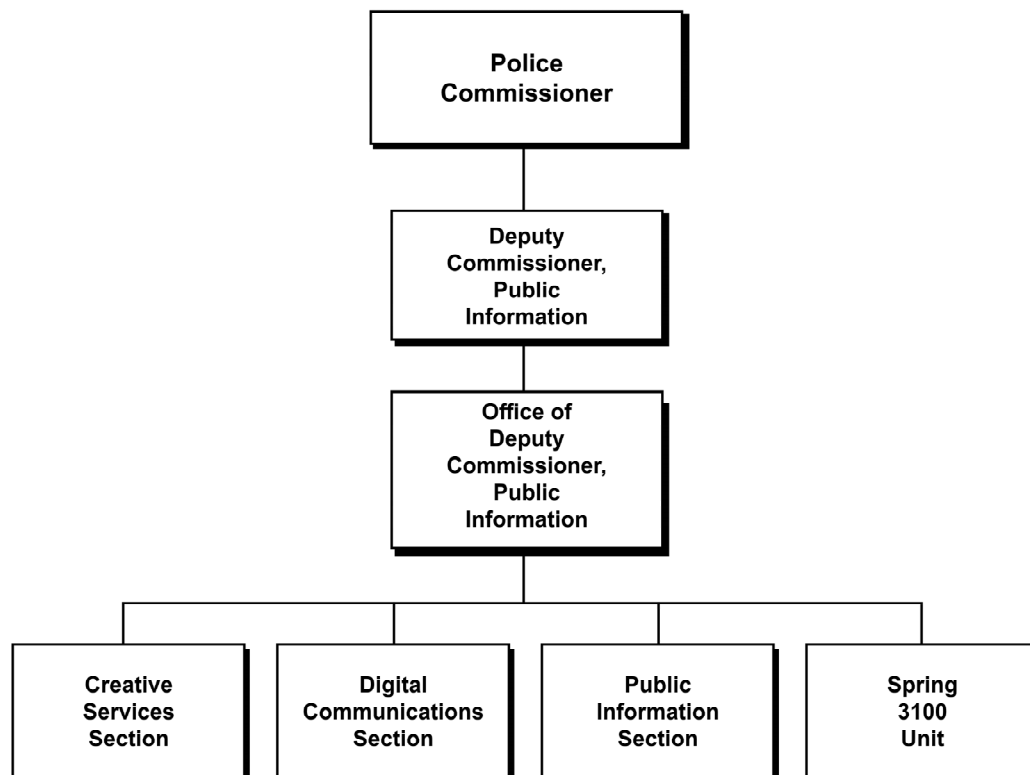 Police
Commissioner
Deputy
Commissioner,
Public
Information
Office of
Deputy
Commissioner,
Public
Information
Creative
Services
Section
Digital
Communications
Section
Public
Information
Section
Spring
3100
Unit